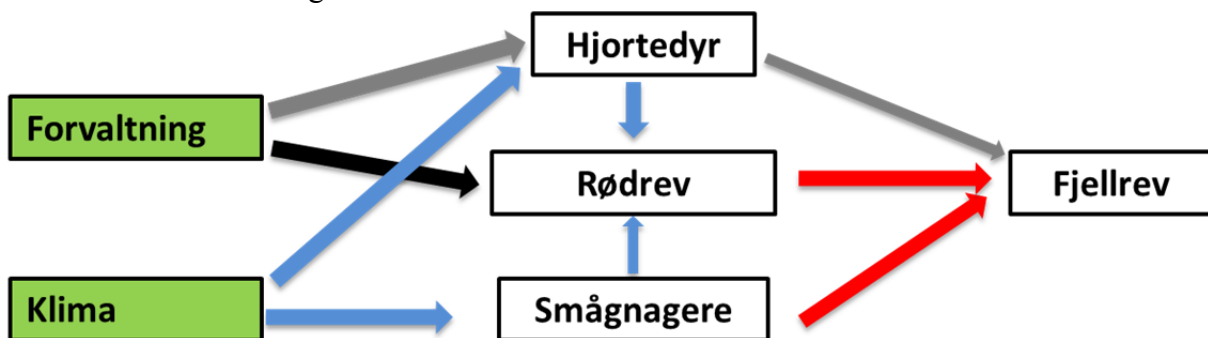 Hjortedyr
Forvaltning
Rødrev
Fjellrev
Klima
Smågnagere